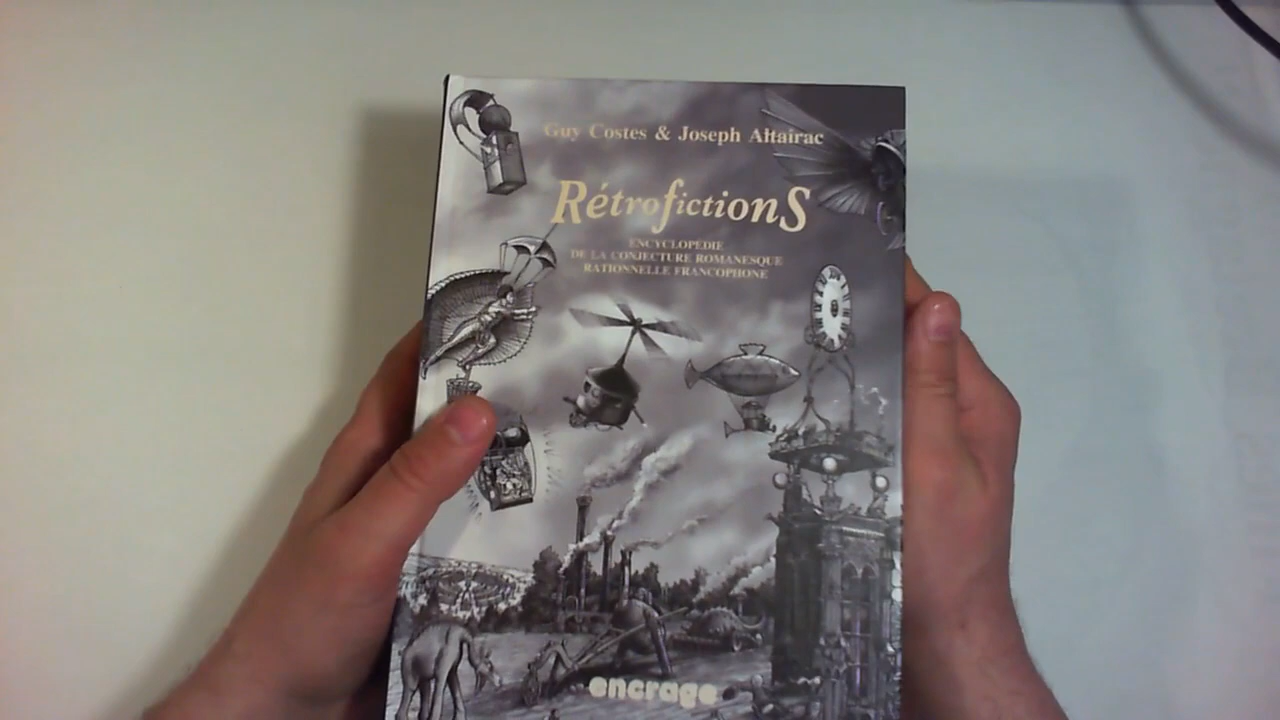 Guy Costes & Joseph Altairac
RétrofictionS
ENCYCLOPÉDIE
DE LA CONJECTURE ROMANESQUE
RATIONNELLE FRANCOPHONE
encrage